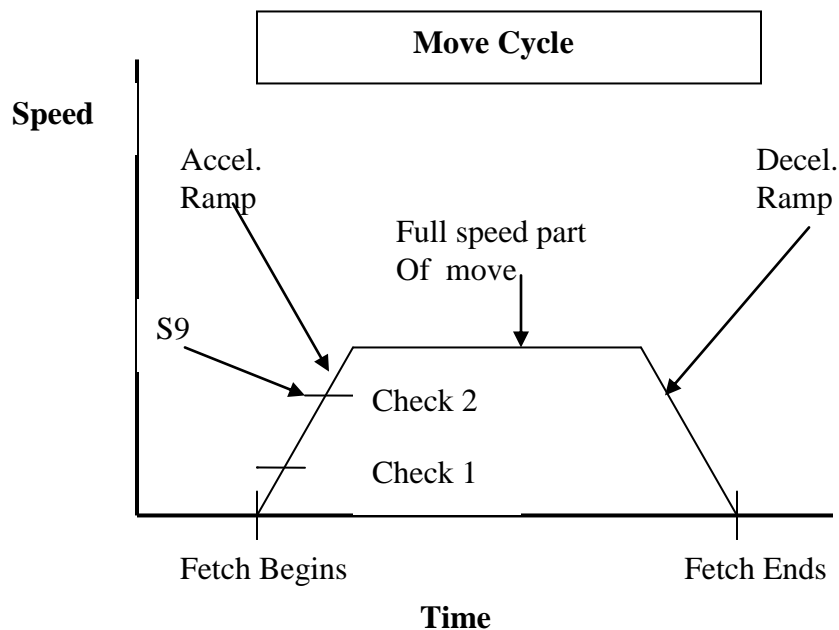 Move Cycle
Speed
Accel.
Ramp
Decel.
Ramp
Full speed part
Of move
S9
Check 2
Check 1
Fetch Begins
Fetch Ends
Time